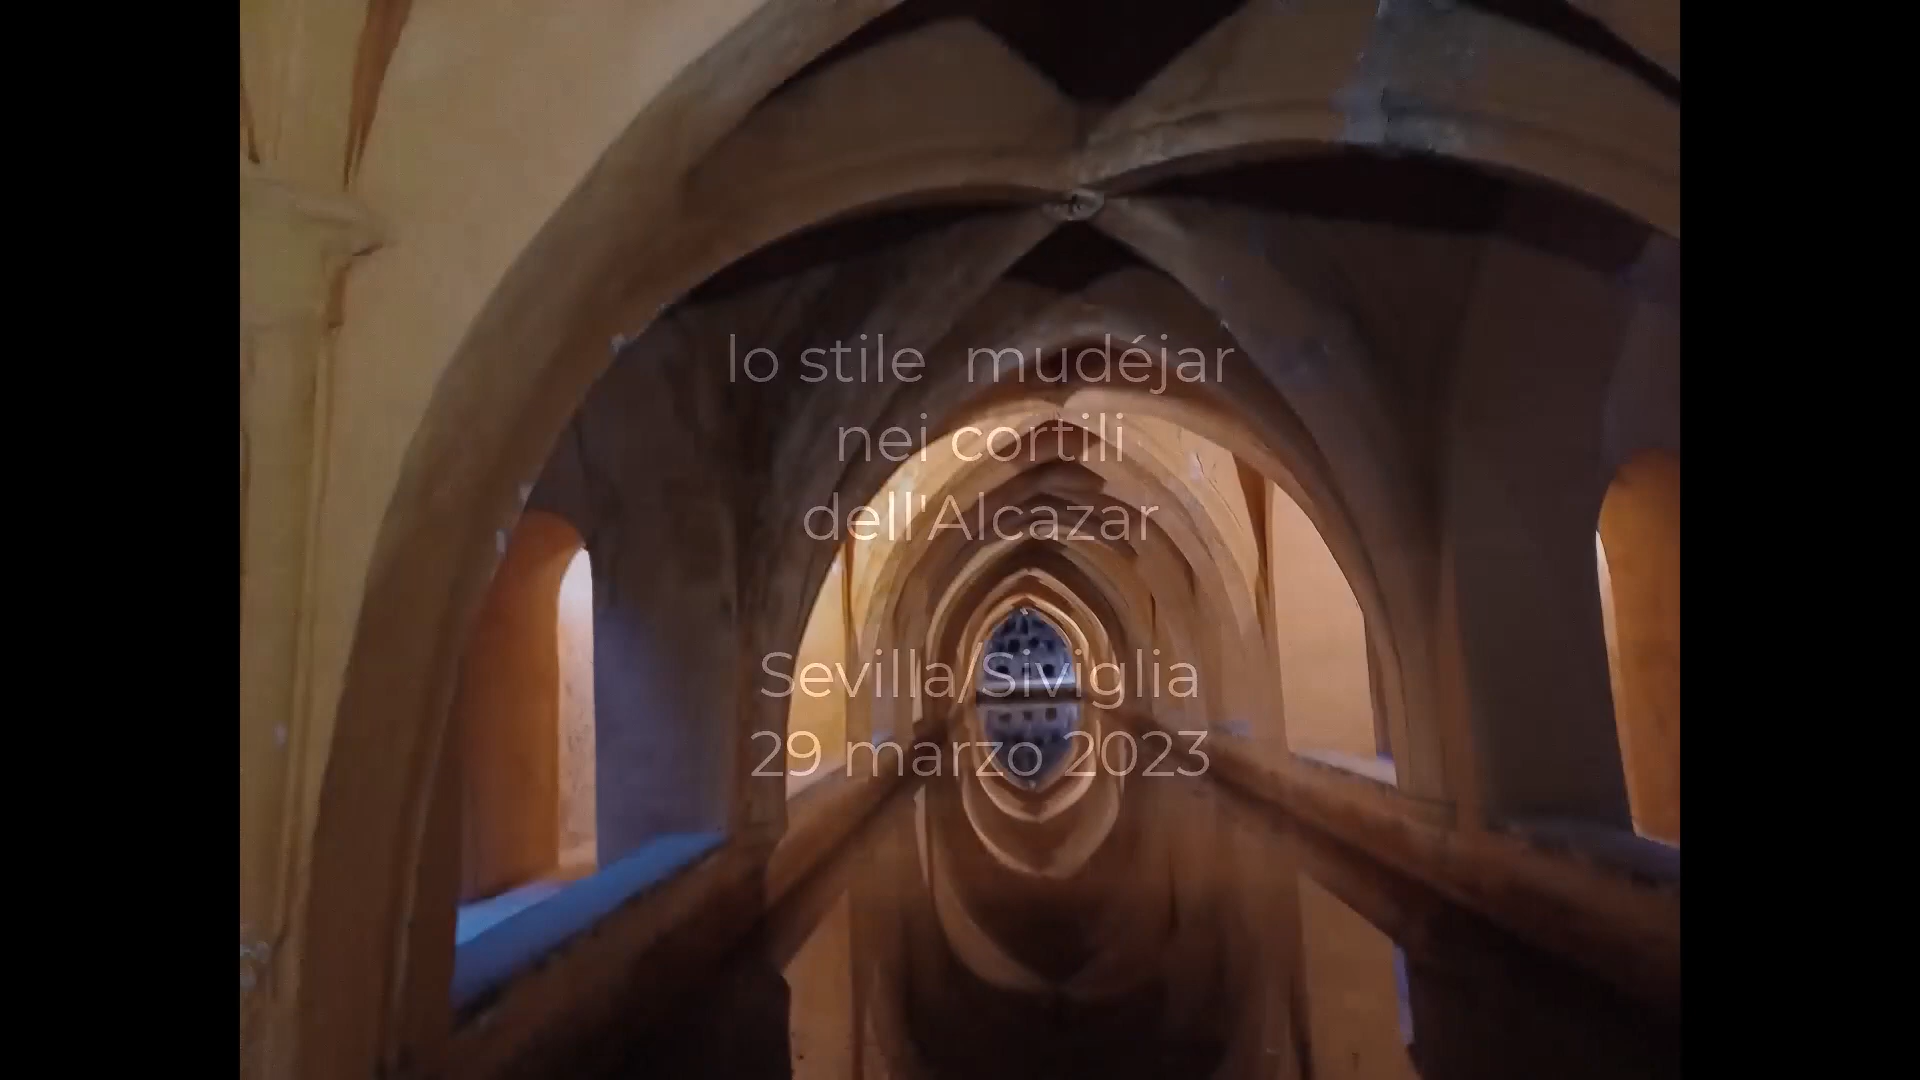 lo stile  mudéjar
nei cortili
dell'Alcazar
Sevilla/Siviglia
29 marzo 2023